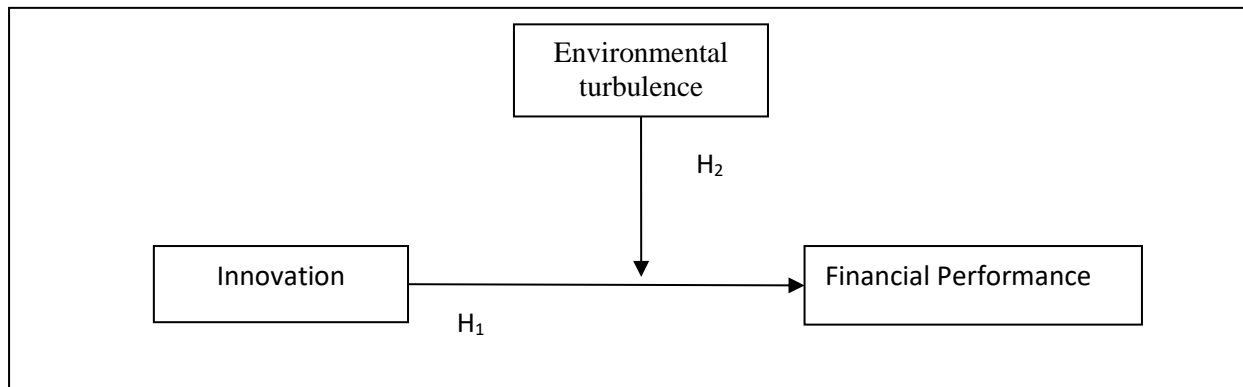 Environmental
turbulence
H₂
Innovation
Financial Performance
H₁